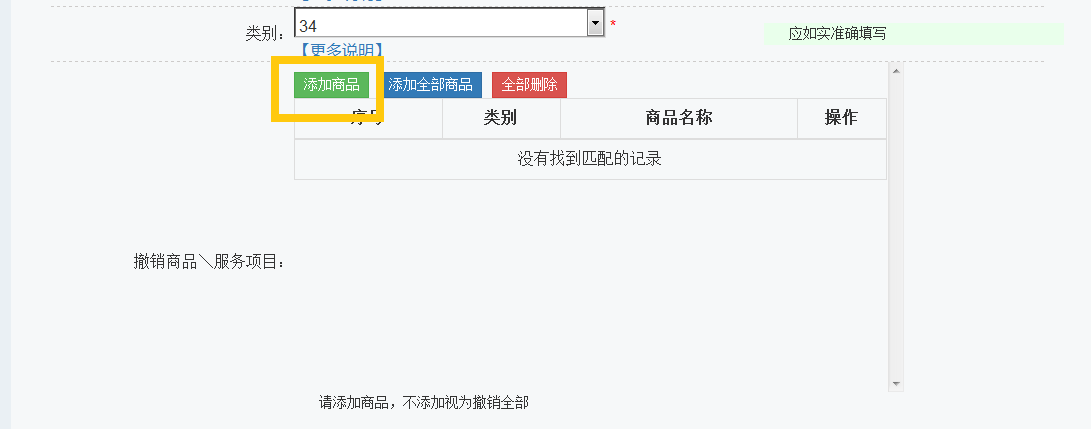 类别： 34 * 应如实准确填写
【更多说明】
添加商品 添加全部商品 全部删除
序号 类别 商品名称 操作
没有找到匹配的记录
撤销商品＼服务项目：
请添加商品，不添加视为撤销全部